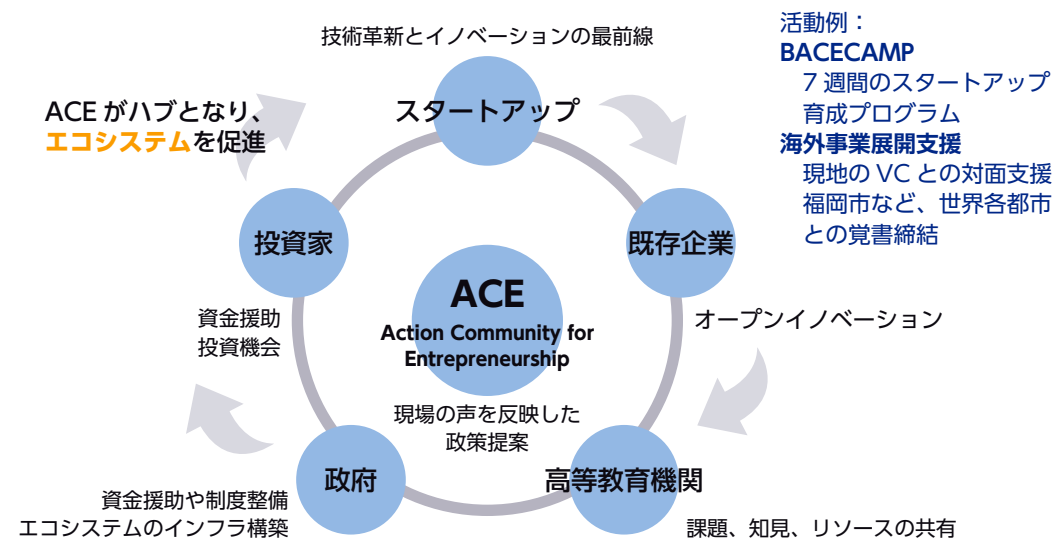 技術革新とイノベーションの最前線
スタートアップ
ACE がハブとなり、
エコシステムを促進
活動例：
BACECAMP
7 週間のスタートアップ
育成プログラム
海外事業展開支援
現地の VC との対面支援
福岡市など、世界各都市
との覚書締結
投資家
既存企業
ACE
Action Community for
Entrepreneurship
資金援助
投資機会
オープンイノベーション
現場の声を反映した
政策提案
政府
高等教育機関
資金援助や制度整備
エコシステムのインフラ構築
課題、知見、リソースの共有